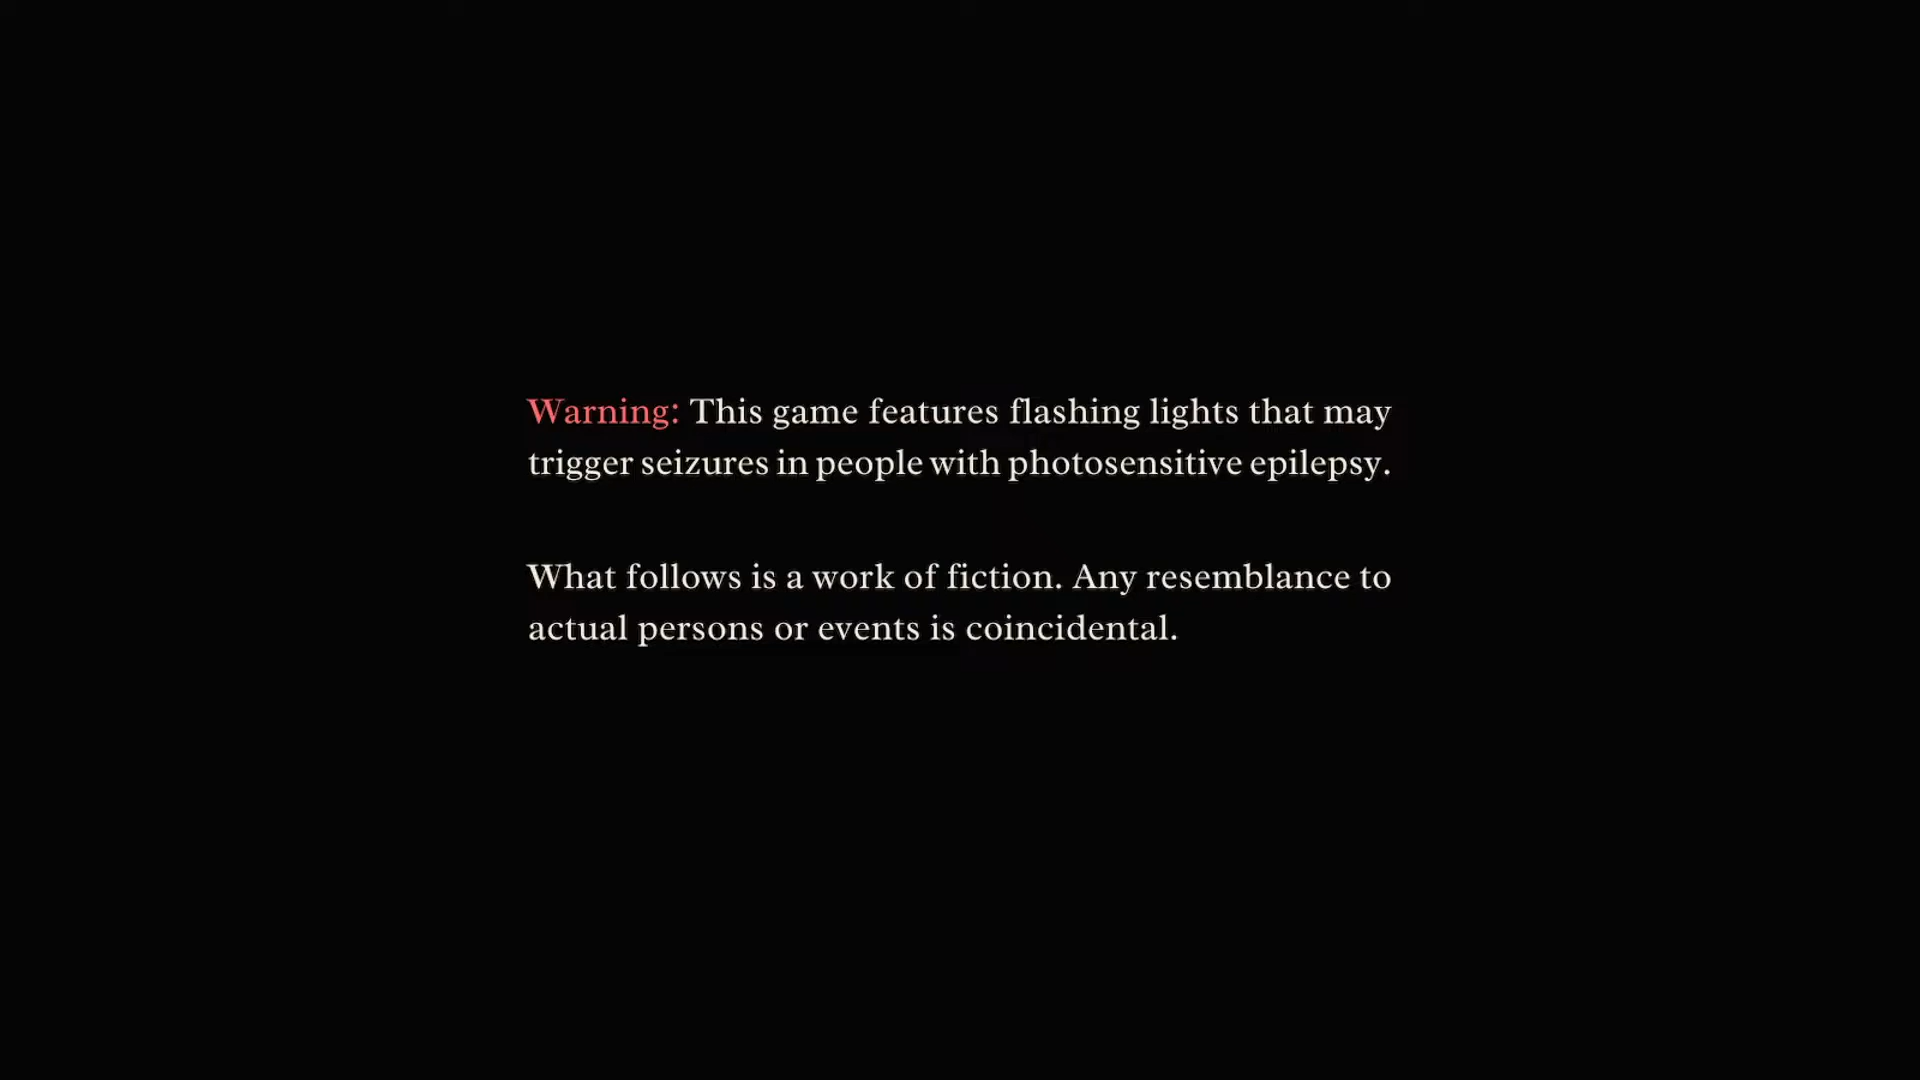 Warning: This game features flashing lights that may
trigger seizures in people with photosensitive epilepsy.
What follows is a work of fiction. Any resemblance to
actual persons or events is coincidental.